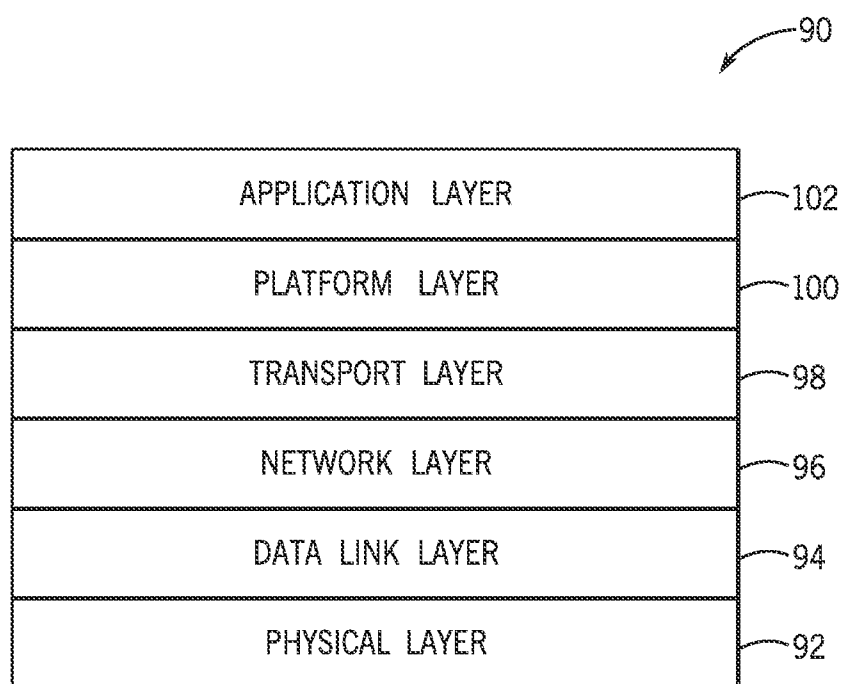 90
APPLICATION LAYER 102
PLATFORM LAYER 100
TRANSPORT LAYER 98
NETWORK LAYER 96
DATA LINK LAYER 94
PHYSICAL LAYER 92